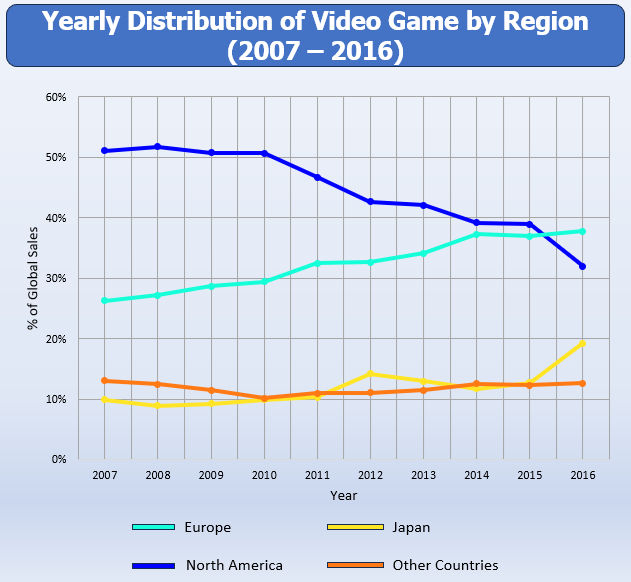 Yearly Distribution of Video Game by Region
(2007 – 2016)
60%
50%
40%
30%
20%
10%
0%
% of Global Sales
2007 2008 2009 2010 2011 2012 2013 2014 2015 2016
Year
Europe Japan
North America Other Countries